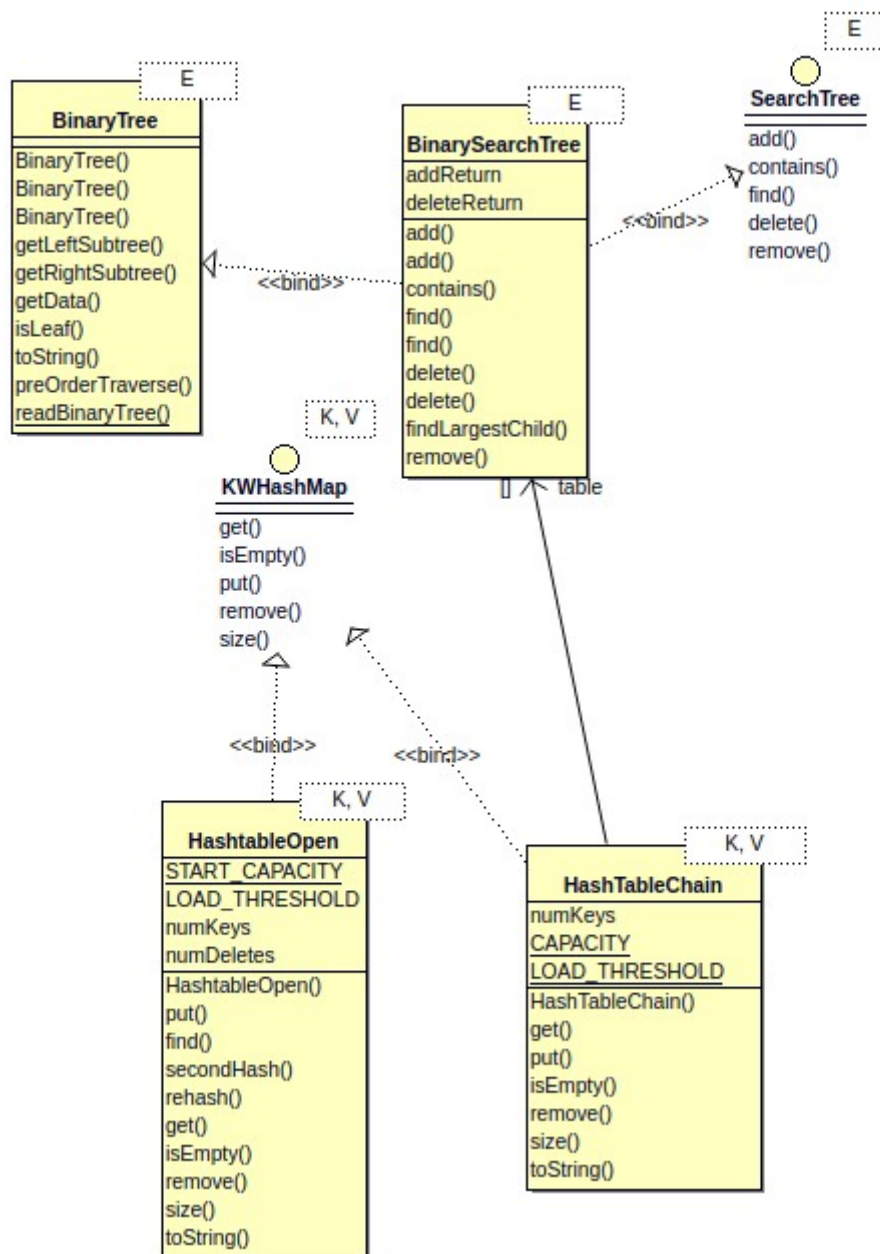 E
BinaryTree
BinaryTree()
BinaryTree()
BinaryTree()
getLeftSubtree()
getRightSubtree()
getData()
isLeaf()
toString()
preOrderTraverse()
readBinaryTree()
<<bind>>
E
BinarySearchTree
addReturn
deleteReturn
add()
add()
contains()
find()
find()
delete()
delete()
findLargestChild()
remove()
[] table
<<bind>>
E
SearchTree
add()
contains()
find()
delete()
remove()
K, V
KWHashMap
get()
isEmpty()
put()
remove()
size()
<<bind>>
<<bind>>
K, V
HashtableOpen
START_CAPACITY
LOAD_THRESHOLD
numKeys
numDeletes
HashtableOpen()
put()
find()
secondHash()
rehash()
get()
isEmpty()
remove()
size()
toString()
K, V
HashTableChain
numKeys
CAPACITY
LOAD_THRESHOLD
HashTableChain()
get()
put()
isEmpty()
remove()
size()
toString()